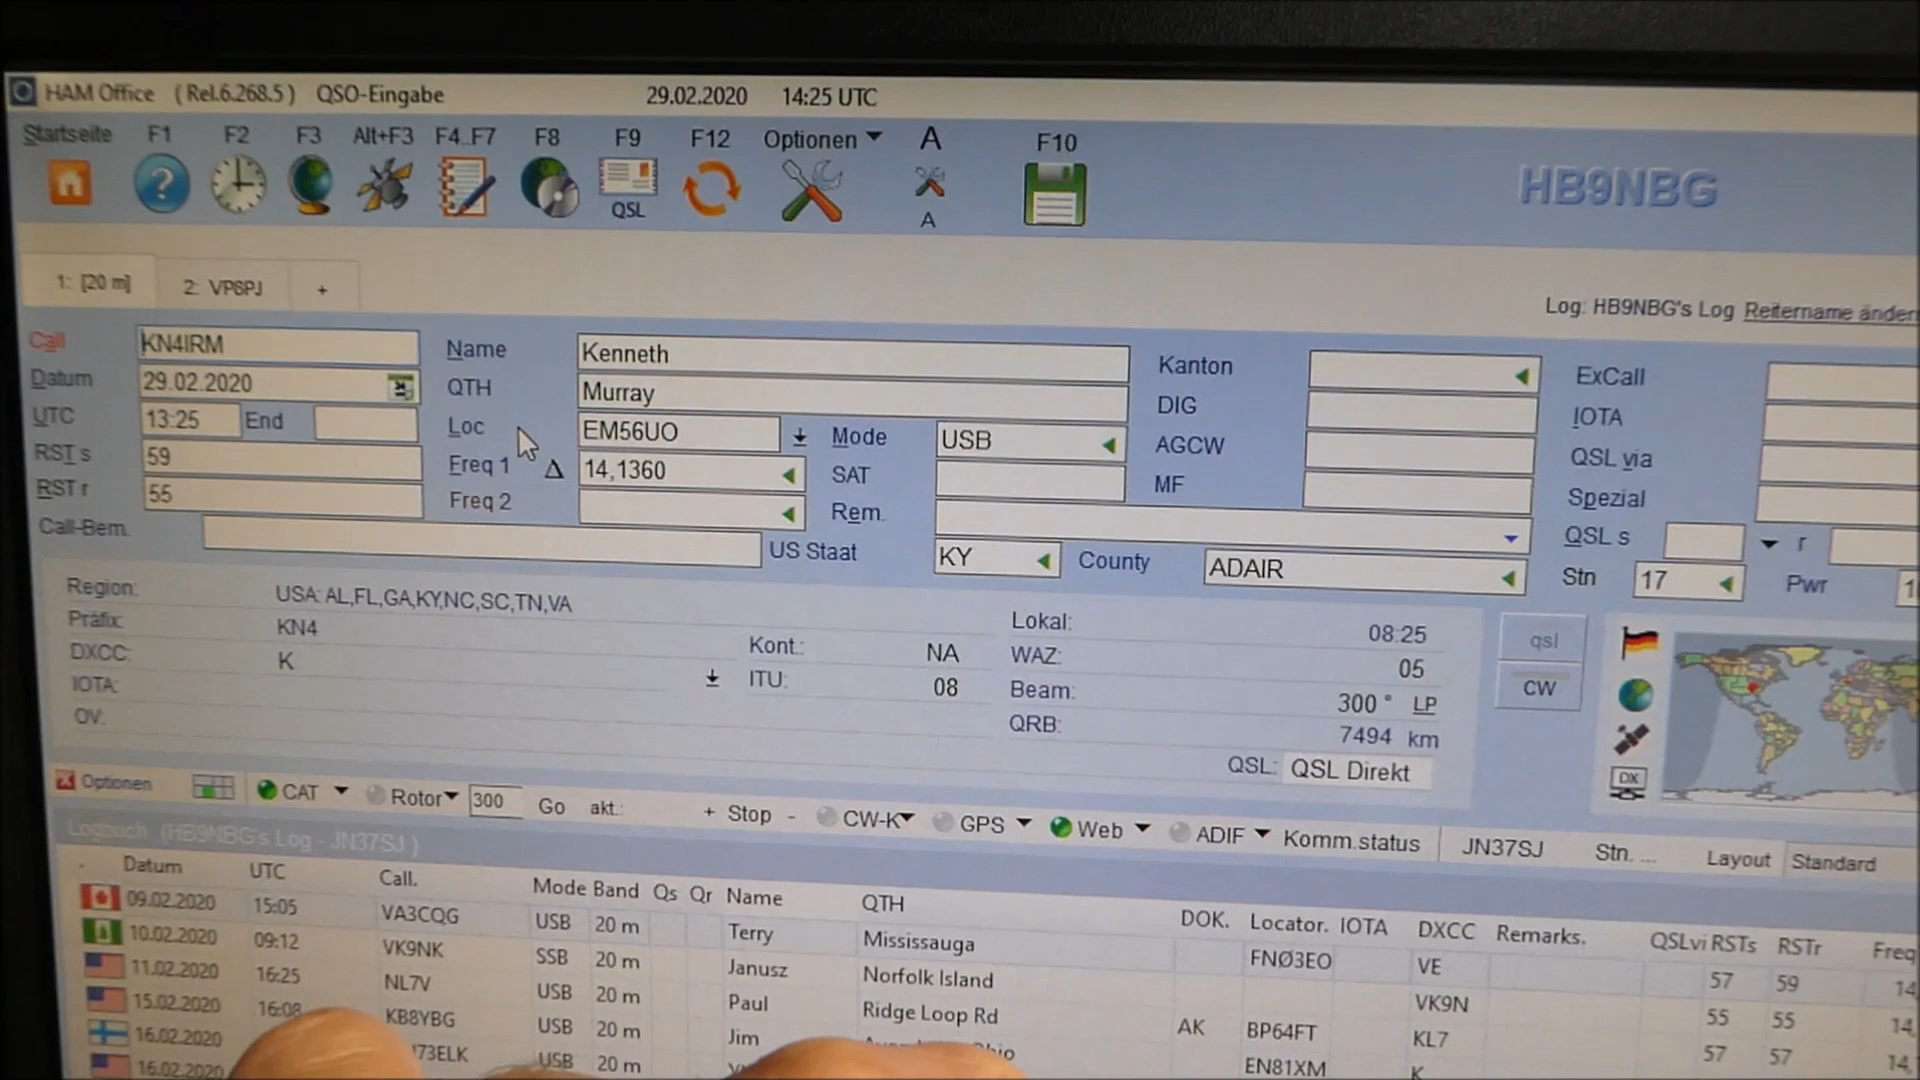 HAM Office (Rel.6.268.5) QSO-Eingabe 29.02.2020 14:25 UTC
Startseite F1 F2 F3 Alt+F3 F4..F7 F8 F9 F12 Optionen A F10
QSL A
HB9NBG
1: [20 m] 2: VP8PJ +
Log: HB9NBG's Log Reitername ändern
Call KN4IRM Name Kenneth Kanton ExCall
Datum 29.02.2020 QTH Murray DIG IOTA
UTC 13:25 End Loc EM56UO Mode USB AGCW QSL via
RST s 59 Freq 1 Δ 14,1360 SAT MF Spezial
RST r 55 Freq 2 Rem. QSL s r
Call-Bem. US Staat KY County ADAIR Stn 17 Pwr
Region: USA: AL,FL,GA,KY,NC,SC,TN,VA Lokal: 08:25
Präfix: KN4 Kont.: NA WAZ: 05
DXCC: K ITU: 08 Beam: 300 ° LP
IOTA: QRB: 7494 km
OV: QSL: QSL Direkt
qsl
CW
DX
Optionen CAT Rotor 300 Go akt.: + Stop - CW-K GPS Web ADIF Komm.status JN37SJ Stn. ... Layout Standard
Logbuch (HB9NBG's Log - JN37SJ )
Datum UTC Call. Mode Band Qs Qr Name QTH DOK. Locator. IOTA DXCC Remarks. QSLvi RSTs RSTr Freq
09.02.2020 15:05 VA3CQG USB 20 m Terry Mississauga FNØ3EO VE 57 59 14,
10.02.2020 09:12 VK9NK SSB 20 m Janusz Norfolk Island VK9N 55 55 14,
11.02.2020 16:25 NL7V USB 20 m Paul Ridge Loop Rd AK BP64FT KL7 57 57 14,
15.02.2020 16:08 KB8YBG USB 20 m Jim EN81XM K
16.02.2020 73ELK USB 20 m
16.02.2020